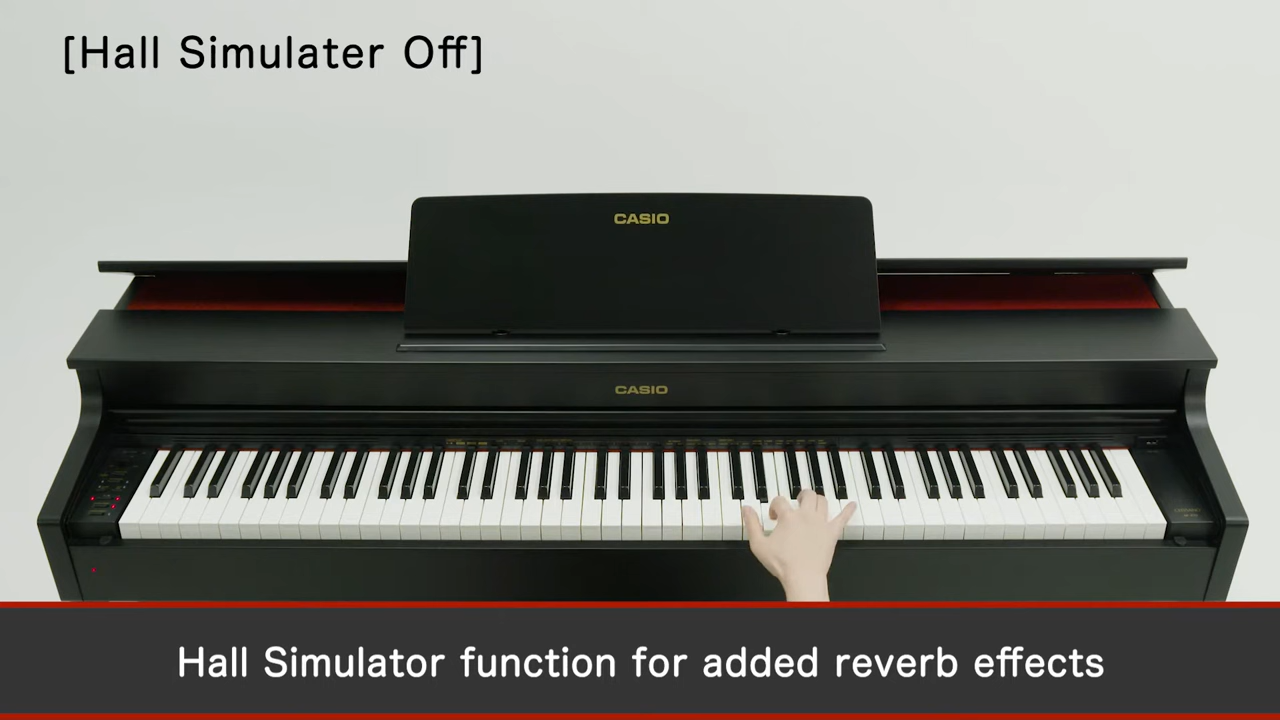 [Hall Simulater Off]
CASIO
CASIO
Hall Simulator function for added reverb effects